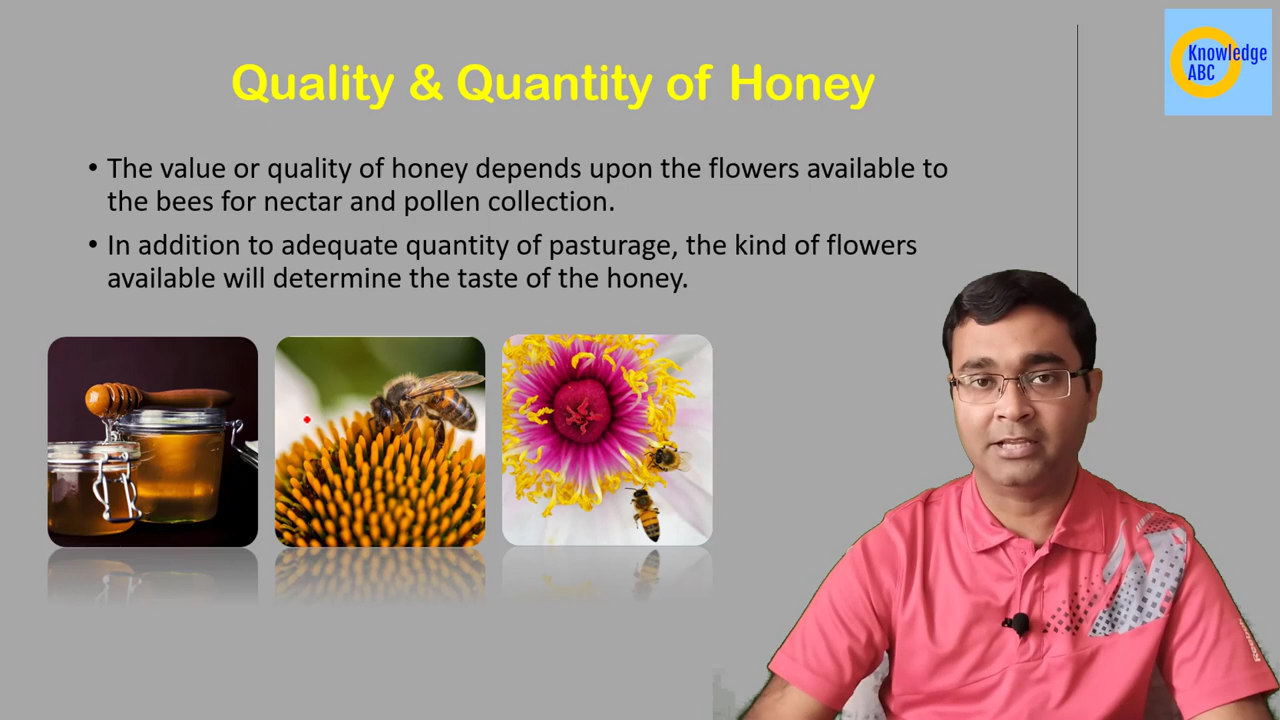 Quality & Quantity of Honey
Knowledge
ABC
• The value or quality of honey depends upon the flowers available to
the bees for nectar and pollen collection.
• In addition to adequate quantity of pasturage, the kind of flowers
available will determine the taste of the honey.